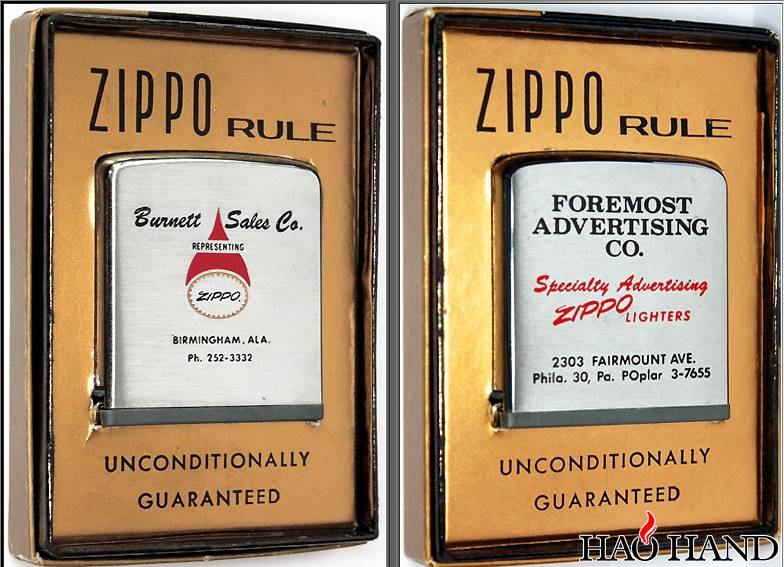 ZIPPO RULE
Burnett Sales Co.
REPRESENTING
ZIPPO
BIRMINGHAM, ALA.
Ph. 252-3332
UNCONDITIONALLY
GUARANTEED
ZIPPO RULE
FOREMOST
ADVERTISING
CO.
Specialty Advertising
ZIPPO LIGHTERS
2303 FAIRMOUNT AVE.
Phila. 30, Pa. POplar 3-7655
UNCONDITIONALLY
GUARANTEED
HAO HAND